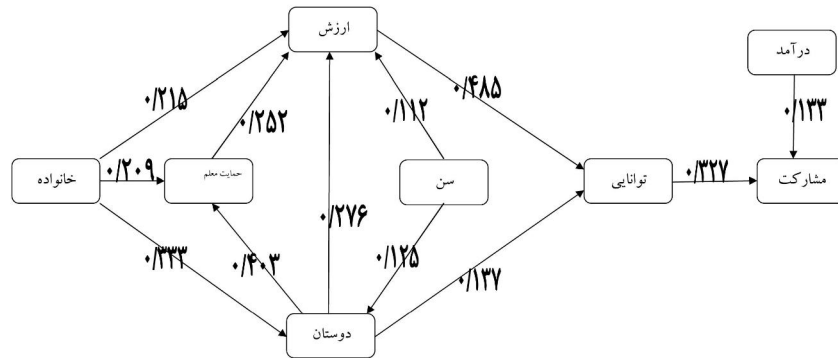 ارزش
درآمد
۰/۲۱۵
۰/۲۵۲
۰/۱۱۲
۰/۴۸۵
۰/۱۳۳
خانواده
۰/۲۰۹
حمایت معلم
۰/۲۷۶
سن
توانایی
۰/۳۲۷
مشارکت
۰/۳۳۳
۰/۴۰۳
۰/۱۲۵
۰/۱۳۷
دوستان